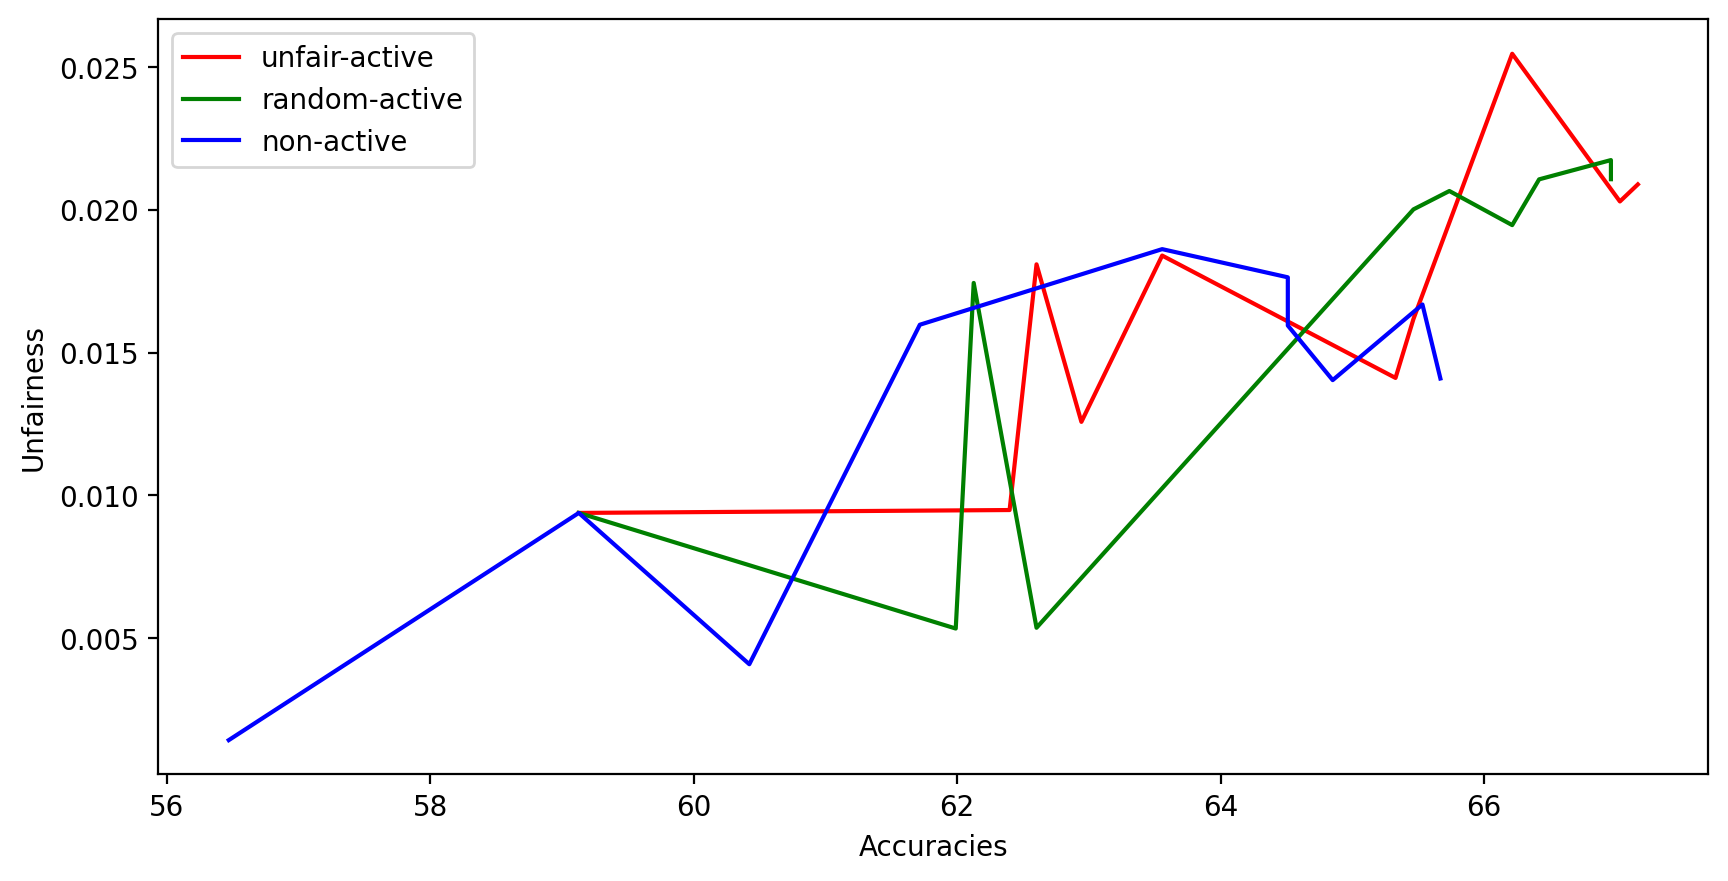 unfair-active
random-active
non-active
0.025
0.020
0.015
0.010
0.005
Unfairness
56 58 60 62 64 66
Accuracies